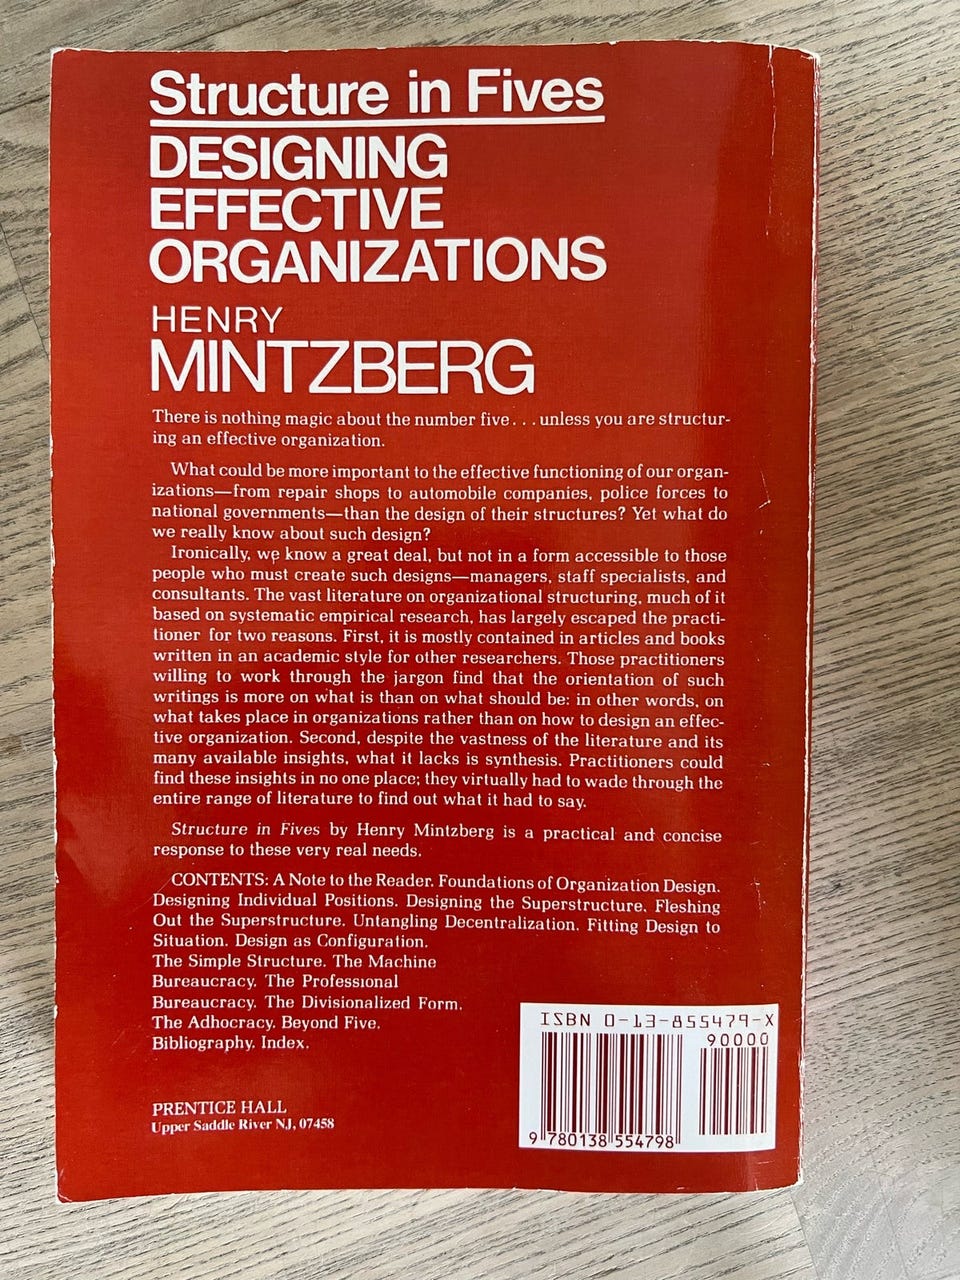 Structure in Fives
DESIGNING
EFFECTIVE
ORGANIZATIONS
HENRY
MINTZBERG
There is nothing magic about the number five. . . unless you are structur-
ing an effective organization.
What could be more important to the effective functioning of our organ-
izations—from repair shops to automobile companies, police forces to
national governments—than the design of their structures? Yet what do
we really know about such design?
Ironically, we know a great deal, but not in a form accessible to those
people who must create such designs—managers, staff specialists, and
consultants. The vast literature on organizational structuring, much of it
based on systematic empirical research, has largely escaped the practi-
tioner for two reasons. First, it is mostly contained in articles and books
written in an academic style for other researchers. Those practitioners
willing to work through the jargon find that the orientation of such
writings is more on what is than on what should be: in other words, on
what takes place in organizations rather than on how to design an effec-
tive organization. Second, despite the vastness of the literature and its
many available insights, what it lacks is synthesis. Practitioners could
find these insights in no one place; they virtually had to wade through the
entire range of literature to find out what it had to say.
Structure in Fives by Henry Mintzberg is a practical and concise
response to these very real needs.
CONTENTS: A Note to the Reader. Foundations of Organization Design.
Designing Individual Positions. Designing the Superstructure. Fleshing
Out the Superstructure. Untangling Decentralization. Fitting Design to
Situation. Design as Configuration.
The Simple Structure. The Machine
Bureaucracy. The Professional
Bureaucracy. The Divisionalized Form.
The Adhocracy. Beyond Five.
Bibliography. Index.
ISBN 0-13-855479-X
90000
9 780138 554798
PRENTICE HALL
Upper Saddle River NJ, 07458